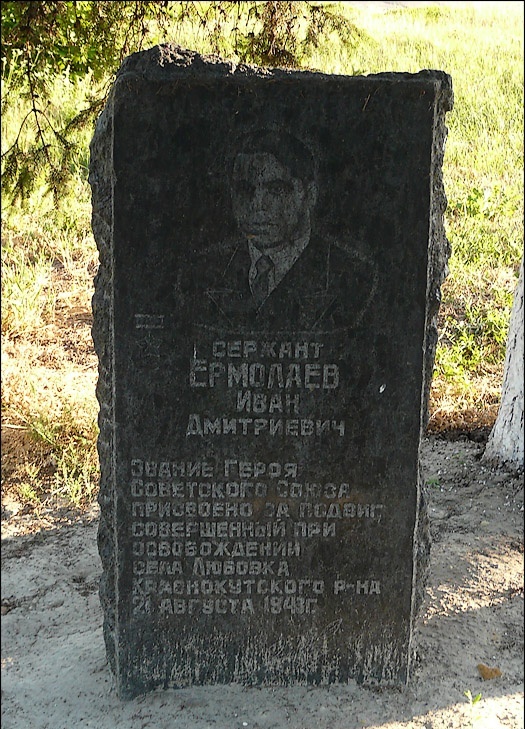 СЕРЖАНТ
ЕРМОЛАЕВ
ИВАН
ДМИТРИЕВИЧ
ЗВАНИЕ ГЕРОЯ
СОВЕТСКОГО СОЮЗА
ПРИСВОЕНО ЗА ПОДВИГ
СОВЕРШЕННЫЙ ПРИ
ОСВОБОЖДЕНИИ
СЕЛА ЛЮБОВКА
КРАСНОКУТСКОГО Р-НА
21 АВГУСТА 1943Г